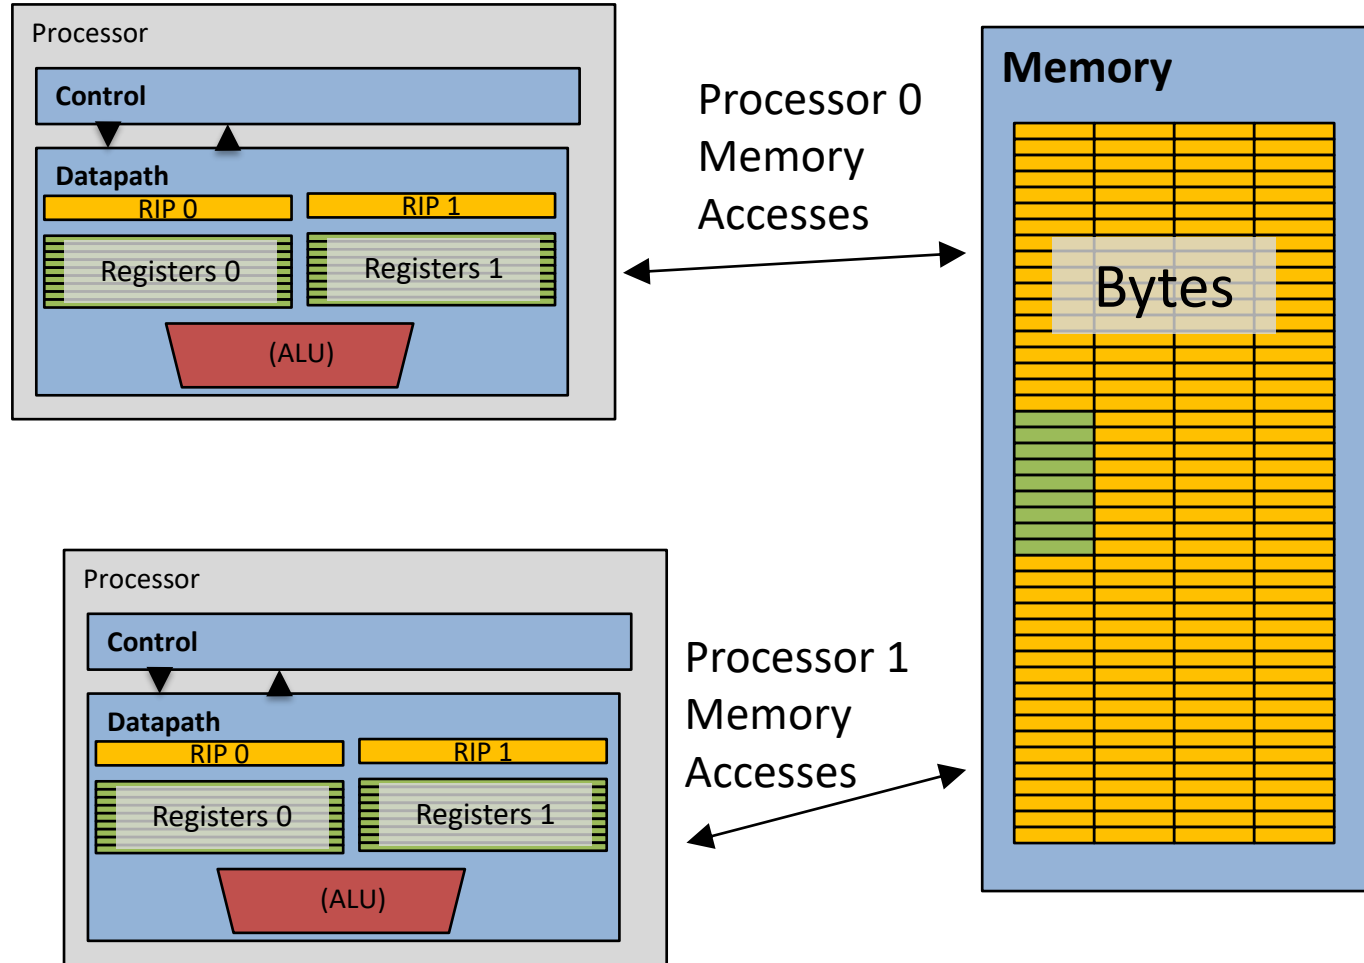 Processor
Control
Datapath
RIP 0
RIP 1
Registers 0
Registers 1
(ALU)
Processor 0
Memory
Accesses
Memory
Bytes
Processor
Control
Datapath
RIP 0
RIP 1
Registers 0
Registers 1
(ALU)
Processor 1
Memory
Accesses